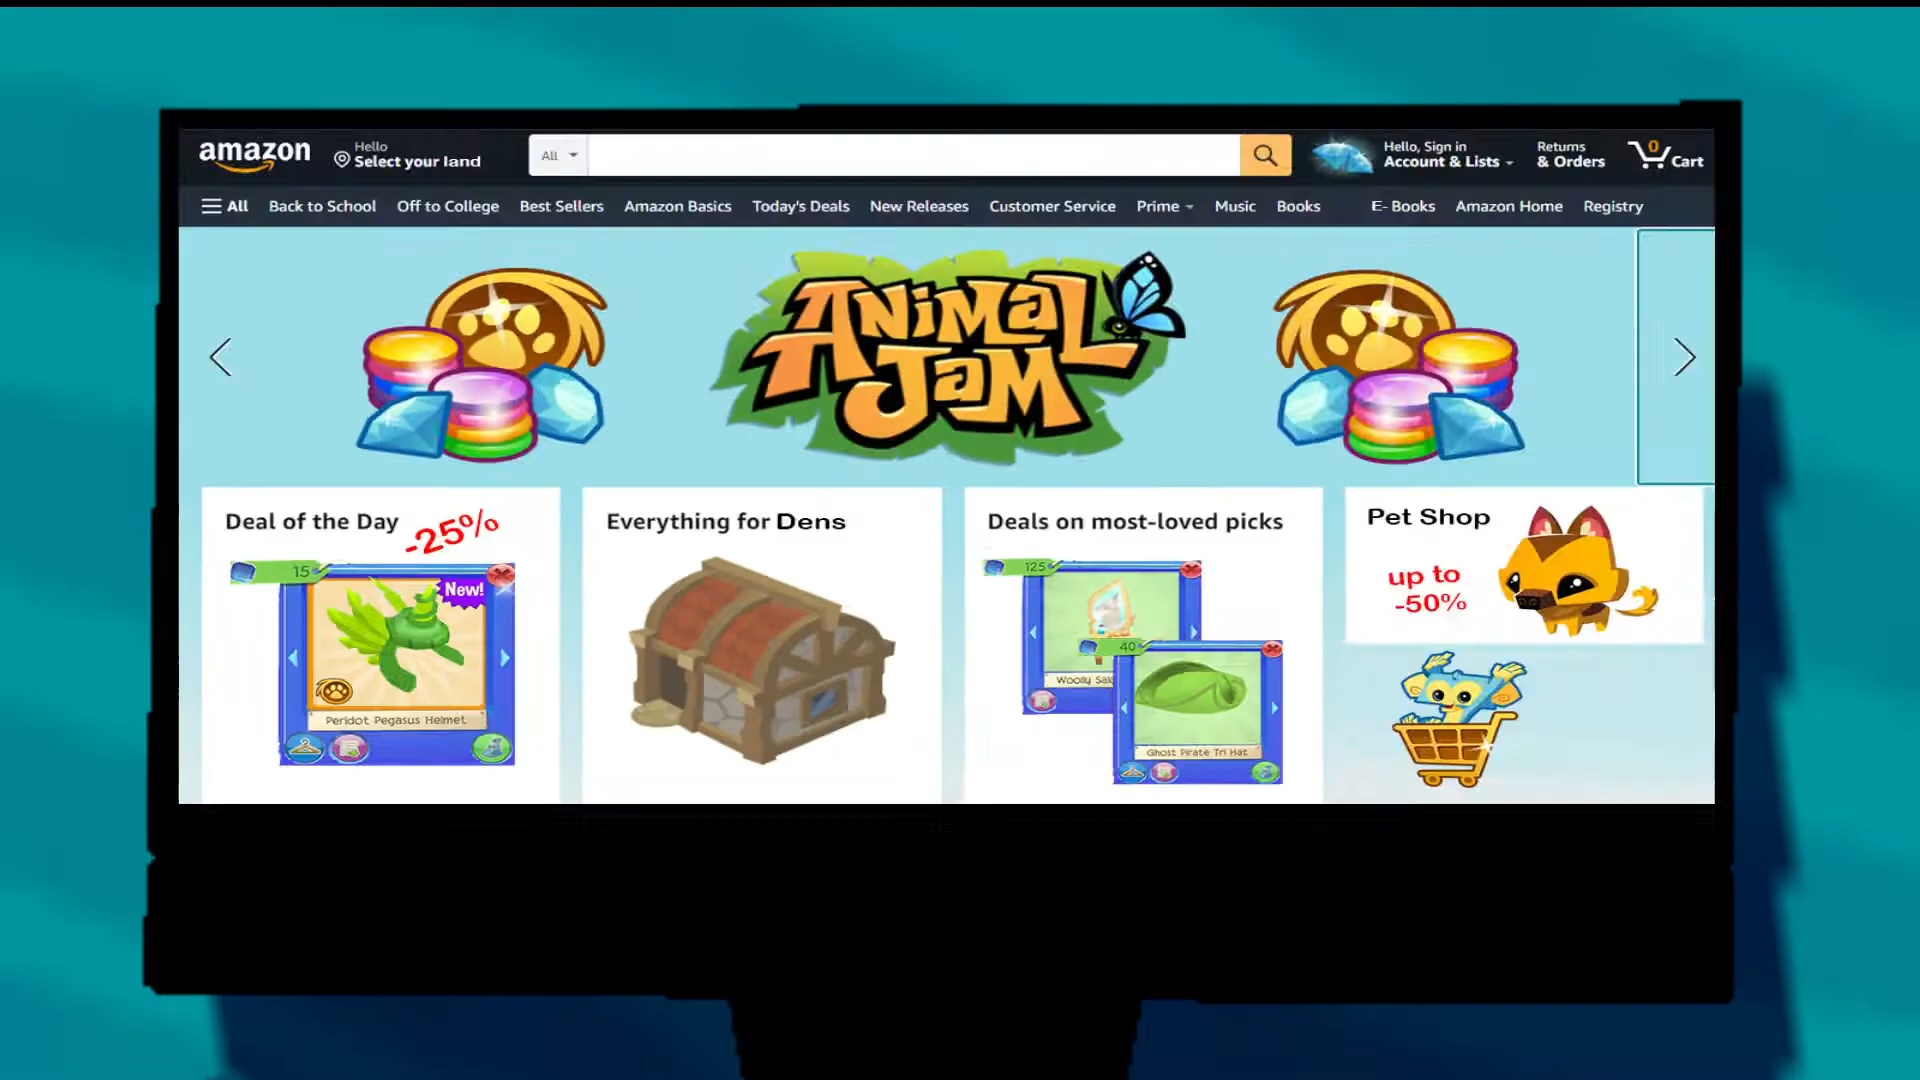 amazon
Hello
Select your land
All
Hello, Sign in
Account & Lists
Returns
& Orders
0
Cart
All
Back to School
Off to College
Best Sellers
Amazon Basics
Today's Deals
New Releases
Customer Service
Prime
Music
Books
E- Books
Amazon Home
Registry
ANIMAL
JAM
Deal of the Day
-25%
15
New!
Peridot Pegasus Helmet
Everything for Dens
Deals on most-loved picks
125
Woolly
40
Ghost Pirate Tri Hat
Pet Shop
up to
-50%